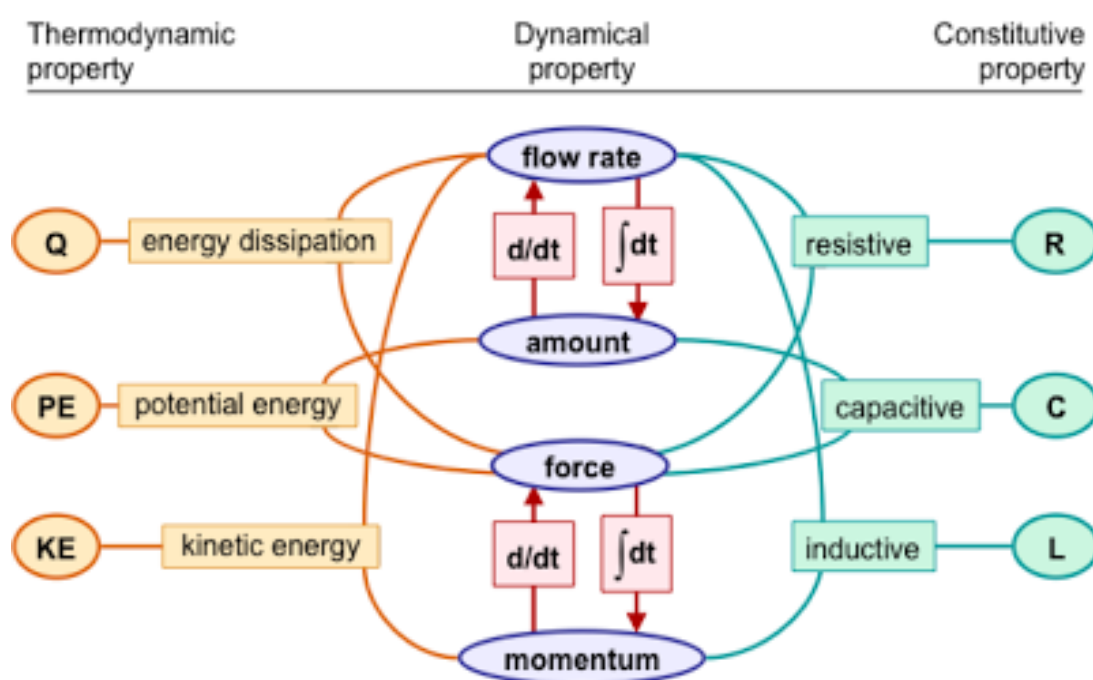 Thermodynamic
property
Dynamical
property
Constitutive
property
flow rate
Q
energy dissipation
d/dt
∫dt
resistive
R
amount
PE
potential energy
capacitive
C
force
KE
kinetic energy
d/dt
∫dt
inductive
L
momentum